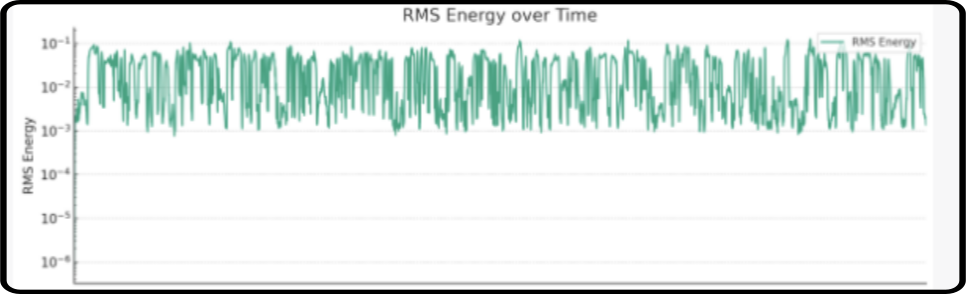 RMS Energy over Time
RMS Energy
10⁻¹
10⁻²
10⁻³
10⁻⁴
10⁻⁵
10⁻⁶
RMS Energy